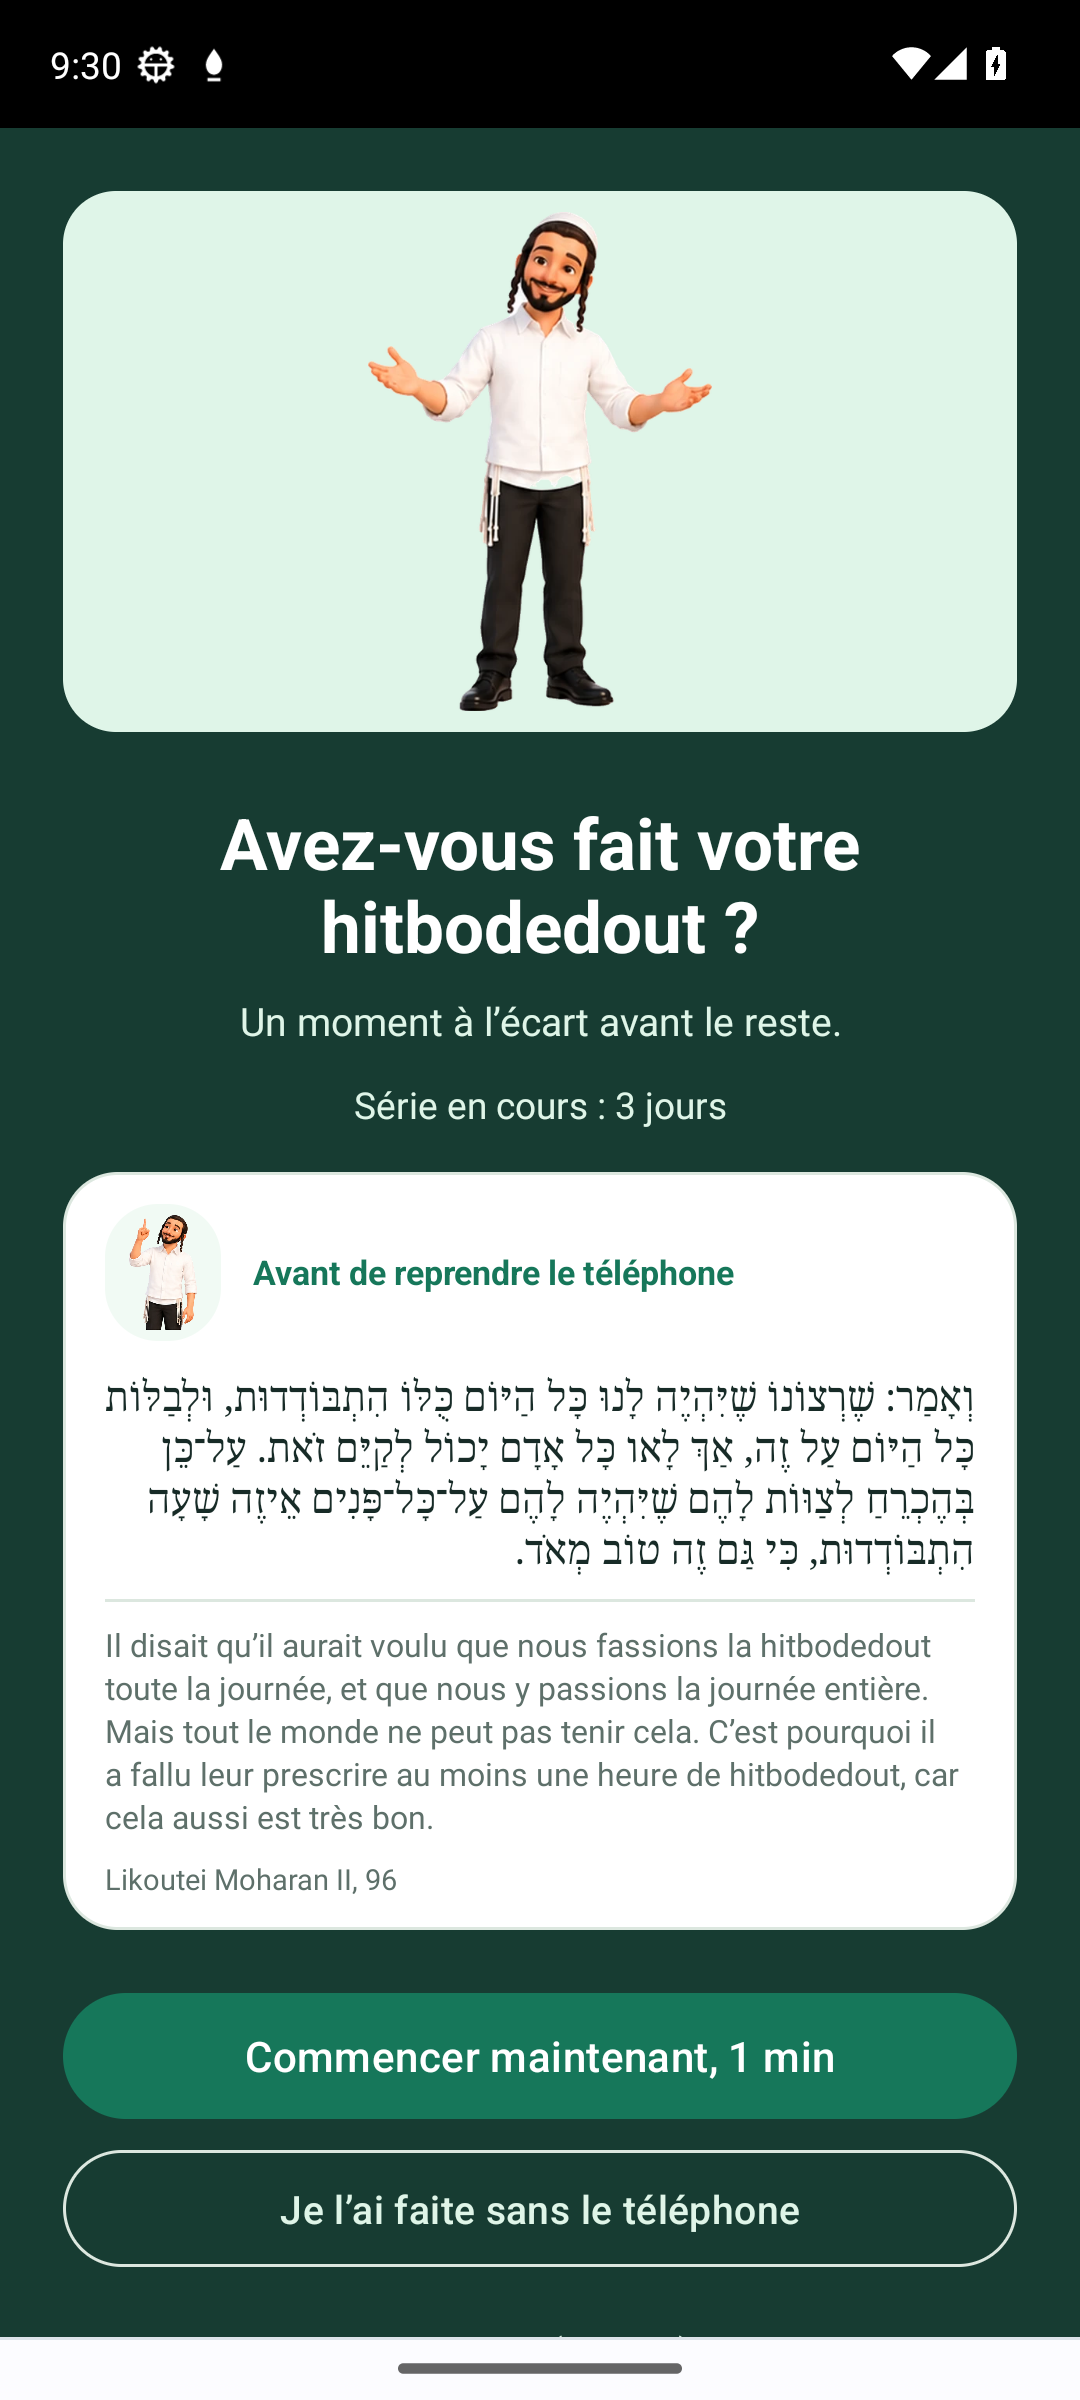 9:30
Avez-vous fait votre
hitbodedout ?
Un moment à l’écart avant le reste.
Série en cours : 3 jours
Avant de reprendre le téléphone
וְאָמַר: שֶׁרְצוֹנוֹ שֶׁיִּהְיֶה לָנוּ כָּל הַיּוֹם כֻּלּוֹ הִתְבּוֹדְדוּת, וּלְבַלּוֹת
כָּל הַיּוֹם עַל זֶה, אַךְ לָאו כָּל אָדָם יָכוֹל לְקַיֵּם זֹאת. עַל־כֵּן
בְּהֶכְרֵחַ לְצַוּוֹת לָהֶם שֶׁיִּהְיֶה לָהֶם עַל־כָּל־פָּנִים אֵיזֶה שָׁעָה
הִתְבּוֹדְדוּת, כִּי גַּם זֶה טוֹב מְאֹד.
Il disait qu’il aurait voulu que nous fassions la hitbodedout
toute la journée, et que nous y passions la journée entière.
Mais tout le monde ne peut pas tenir cela. C’est pourquoi il
a fallu leur prescrire au moins une heure de hitbodedout, car
cela aussi est très bon.
Likoutei Moharan II, 96
Commencer maintenant, 1 min
Je l’ai faite sans le téléphone